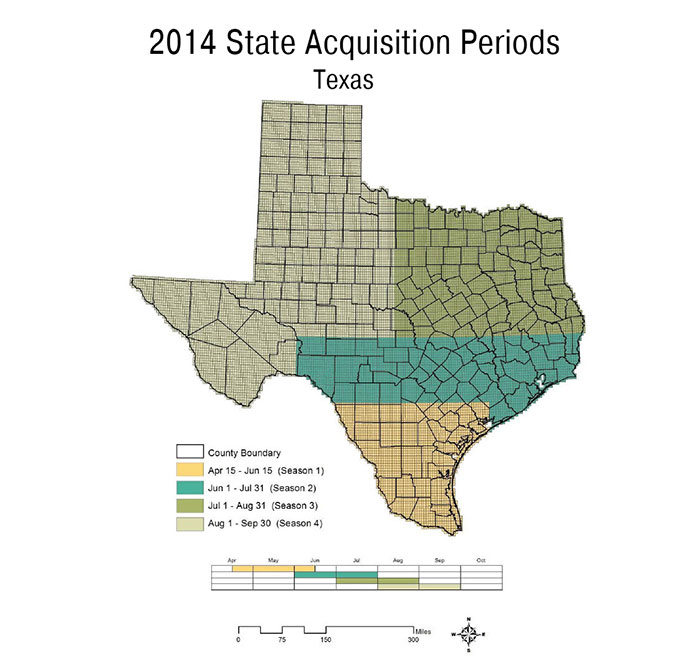 2014 State Acquisition Periods
Texas
County Boundary
Apr 15 - Jun 15 (Season 1)
Jun 1 - Jul 31 (Season 2)
Jul 1 - Aug 31 (Season 3)
Aug 1 - Sep 30 (Season 4)
Apr May Jun Jul Aug Sep Oct
N
W E
S
Miles
0 75 150 300